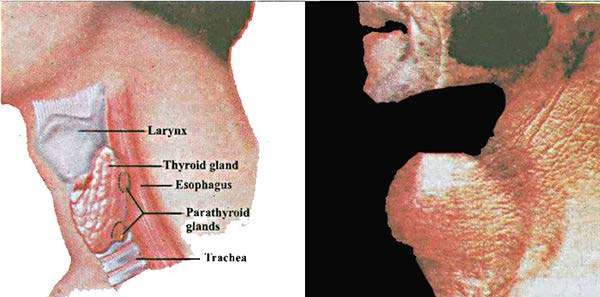 Larynx
Thyroid gland
Esophagus
Parathyroid
glands
Trachea